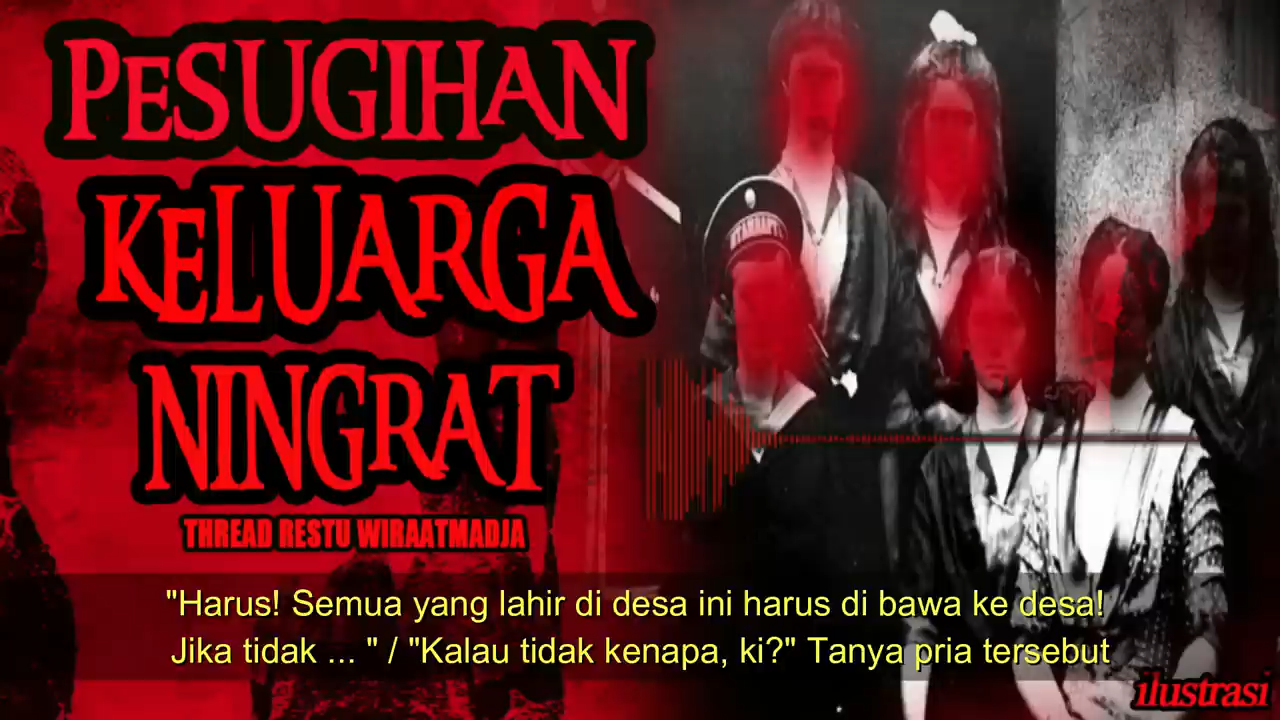 PESUGIHAN
KELUARGA
NINGRAT
THREAD RESTU WIRAATMADJA
"Harus! Semua yang lahir di desa ini harus di bawa ke desa!
Jika tidak ... " / "Kalau tidak kenapa, ki?" Tanya pria tersebut
ilustrasi